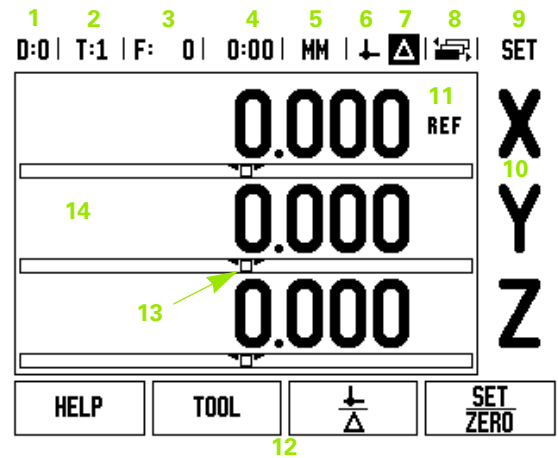 1 2 3 4 5 6 7 8 9
D:0 | T:1 | F: 0 | 0:00 | MM | Δ | SET
11
0.000 REF X
10
14 0.000 Y
13
0.000 Z
HELP TOOL Δ SET
ZERO
12